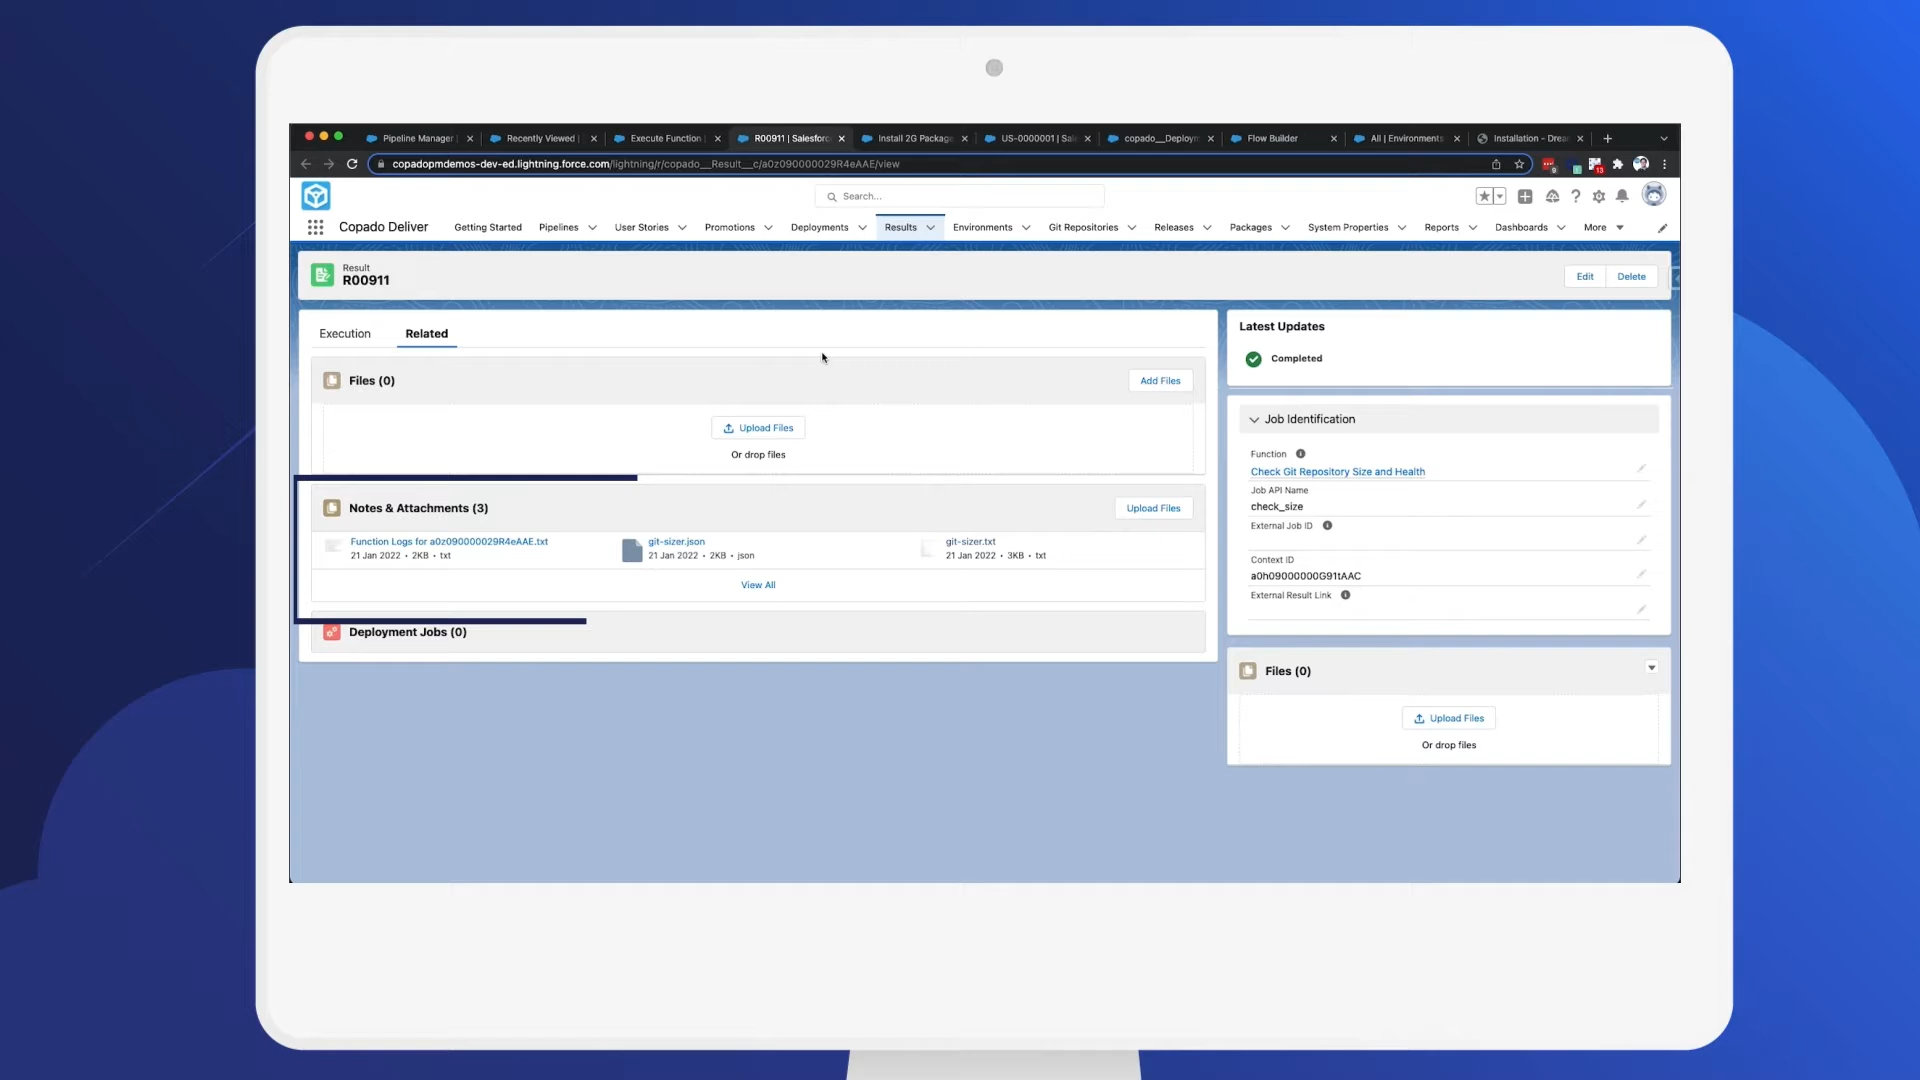 Pipeline Manager
Recently Viewed
Execute Function
R00911 | Salesforc
Install 2G Package
US-0000001 | Sal
copado__Deploym
Flow Builder
All | Environments
Installation - Drea
copadopmdemos-dev-ed.lightning.force.com/lightning/r/copado__Result__c/a0z090000029R4eAAE/view
13
Search...
Copado Deliver
Getting Started
Pipelines
User Stories
Promotions
Deployments
Results
Environments
Git Repositories
Releases
Packages
System Properties
Reports
Dashboards
More
Result
R00911
Edit
Delete
Execution
Related
Files (0)
Add Files
Upload Files
Or drop files
Notes & Attachments (3)
Upload Files
Function Logs for a0z090000029R4eAAE.txt
21 Jan 2022 • 2KB • txt
git-sizer.json
21 Jan 2022 • 2KB • json
git-sizer.txt
21 Jan 2022 • 3KB • txt
View All
Deployment Jobs (0)
Latest Updates
Completed
Job Identification
Function
Check Git Repository Size and Health
Job API Name
check_size
External Job ID
Context ID
a0h09000000G91tAAC
External Result Link
Files (0)
Upload Files
Or drop files